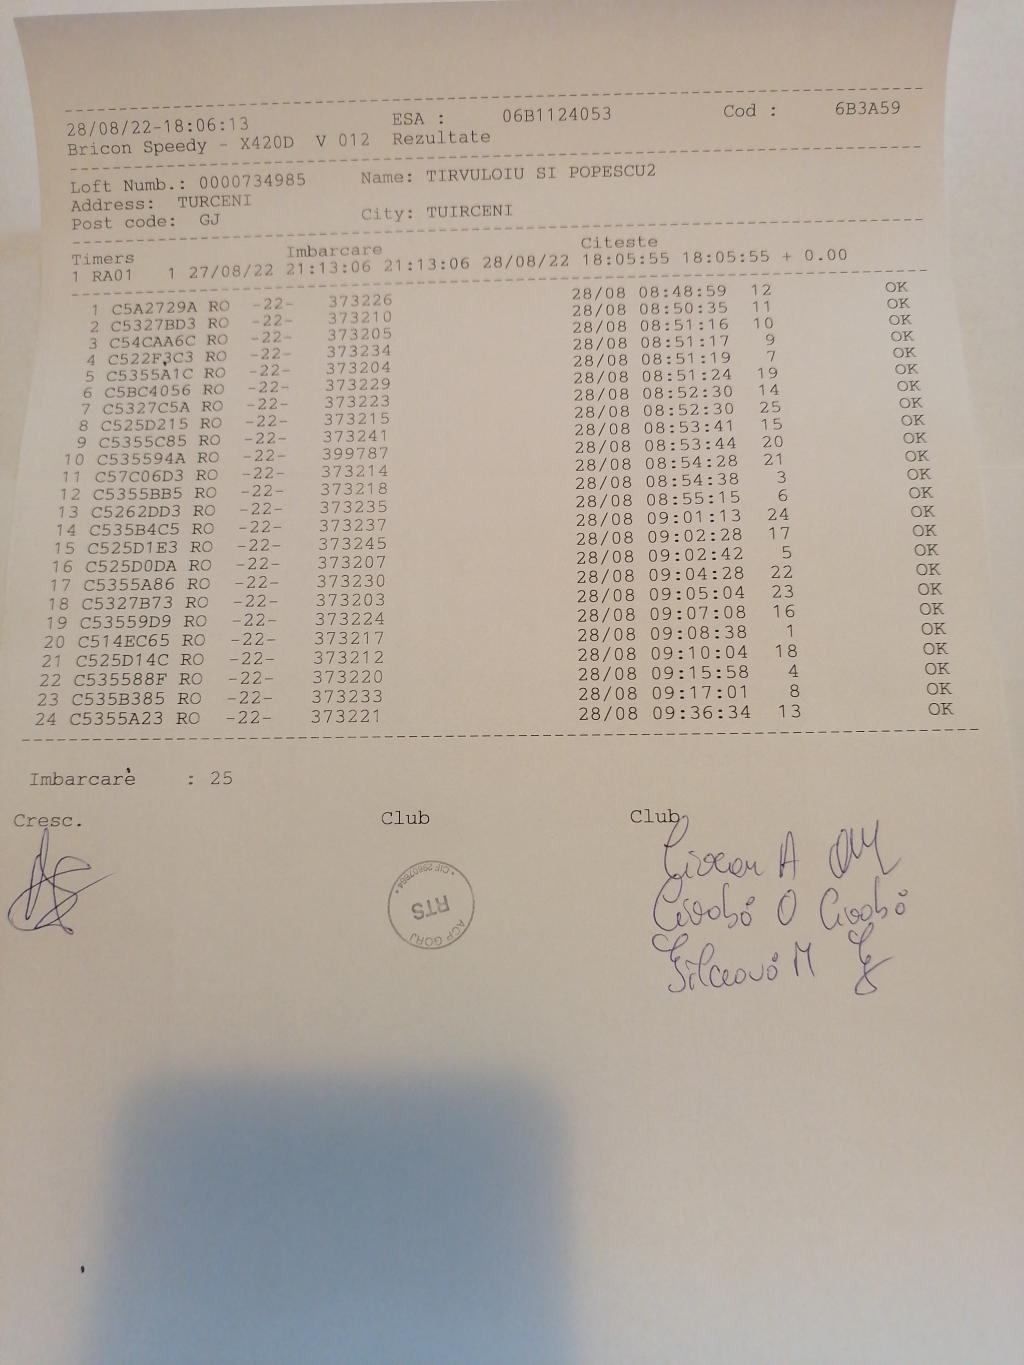 28/08/22-18:06:13 ESA : 06B1124053 Cod : 6B3A59
Bricon Speedy - X420D V 012 Rezultate
Loft Numb.: 0000734985 Name: TIRVULOIU SI POPESCU2
Address: TURCENI
Post code: GJ City: TUIRCENI
Timers Imbarcare Citeste
1 RA01 1 27/08/22 21:13:06 21:13:06 28/08/22 18:05:55 18:05:55 + 0.00
1 C5A2729A RO -22- 373226 28/08 08:48:59 12 OK
2 C5327BD3 RO -22- 373210 28/08 08:50:35 11 OK
3 C54CAA6C RO -22- 373205 28/08 08:51:16 10 OK
4 C522F3C3 RO -22- 373234 28/08 08:51:17 9 OK
5 C5355A1C RO -22- 373204 28/08 08:51:19 7 OK
6 C5BC4056 RO -22- 373229 28/08 08:51:24 19 OK
7 C5327C5A RO -22- 373223 28/08 08:52:30 14 OK
8 C525D215 RO -22- 373215 28/08 08:52:30 25 OK
9 C5355C85 RO -22- 373241 28/08 08:53:41 15 OK
10 C535594A RO -22- 399787 28/08 08:53:44 20 OK
11 C57C06D3 RO -22- 373214 28/08 08:54:28 21 OK
12 C5355BB5 RO -22- 373218 28/08 08:54:38 3 OK
13 C5262DD3 RO -22- 373235 28/08 08:55:15 6 OK
14 C535B4C5 RO -22- 373237 28/08 09:01:13 24 OK
15 C525D1E3 RO -22- 373245 28/08 09:02:28 17 OK
16 C525D0DA RO -22- 373207 28/08 09:02:42 5 OK
17 C5355A86 RO -22- 373230 28/08 09:04:28 22 OK
18 C5327B73 RO -22- 373203 28/08 09:05:04 23 OK
19 C53559D9 RO -22- 373224 28/08 09:07:08 16 OK
20 C514EC65 RO -22- 373217 28/08 09:08:38 1 OK
21 C525D14C RO -22- 373212 28/08 09:10:04 18 OK
22 C535588F RO -22- 373220 28/08 09:15:58 4 OK
23 C535B385 RO -22- 373233 28/08 09:17:01 8 OK
24 C5355A23 RO -22- 373221 28/08 09:36:34 13 OK
Imbarcare : 25
Cresc. Club Club
ACP GORJ
RTS